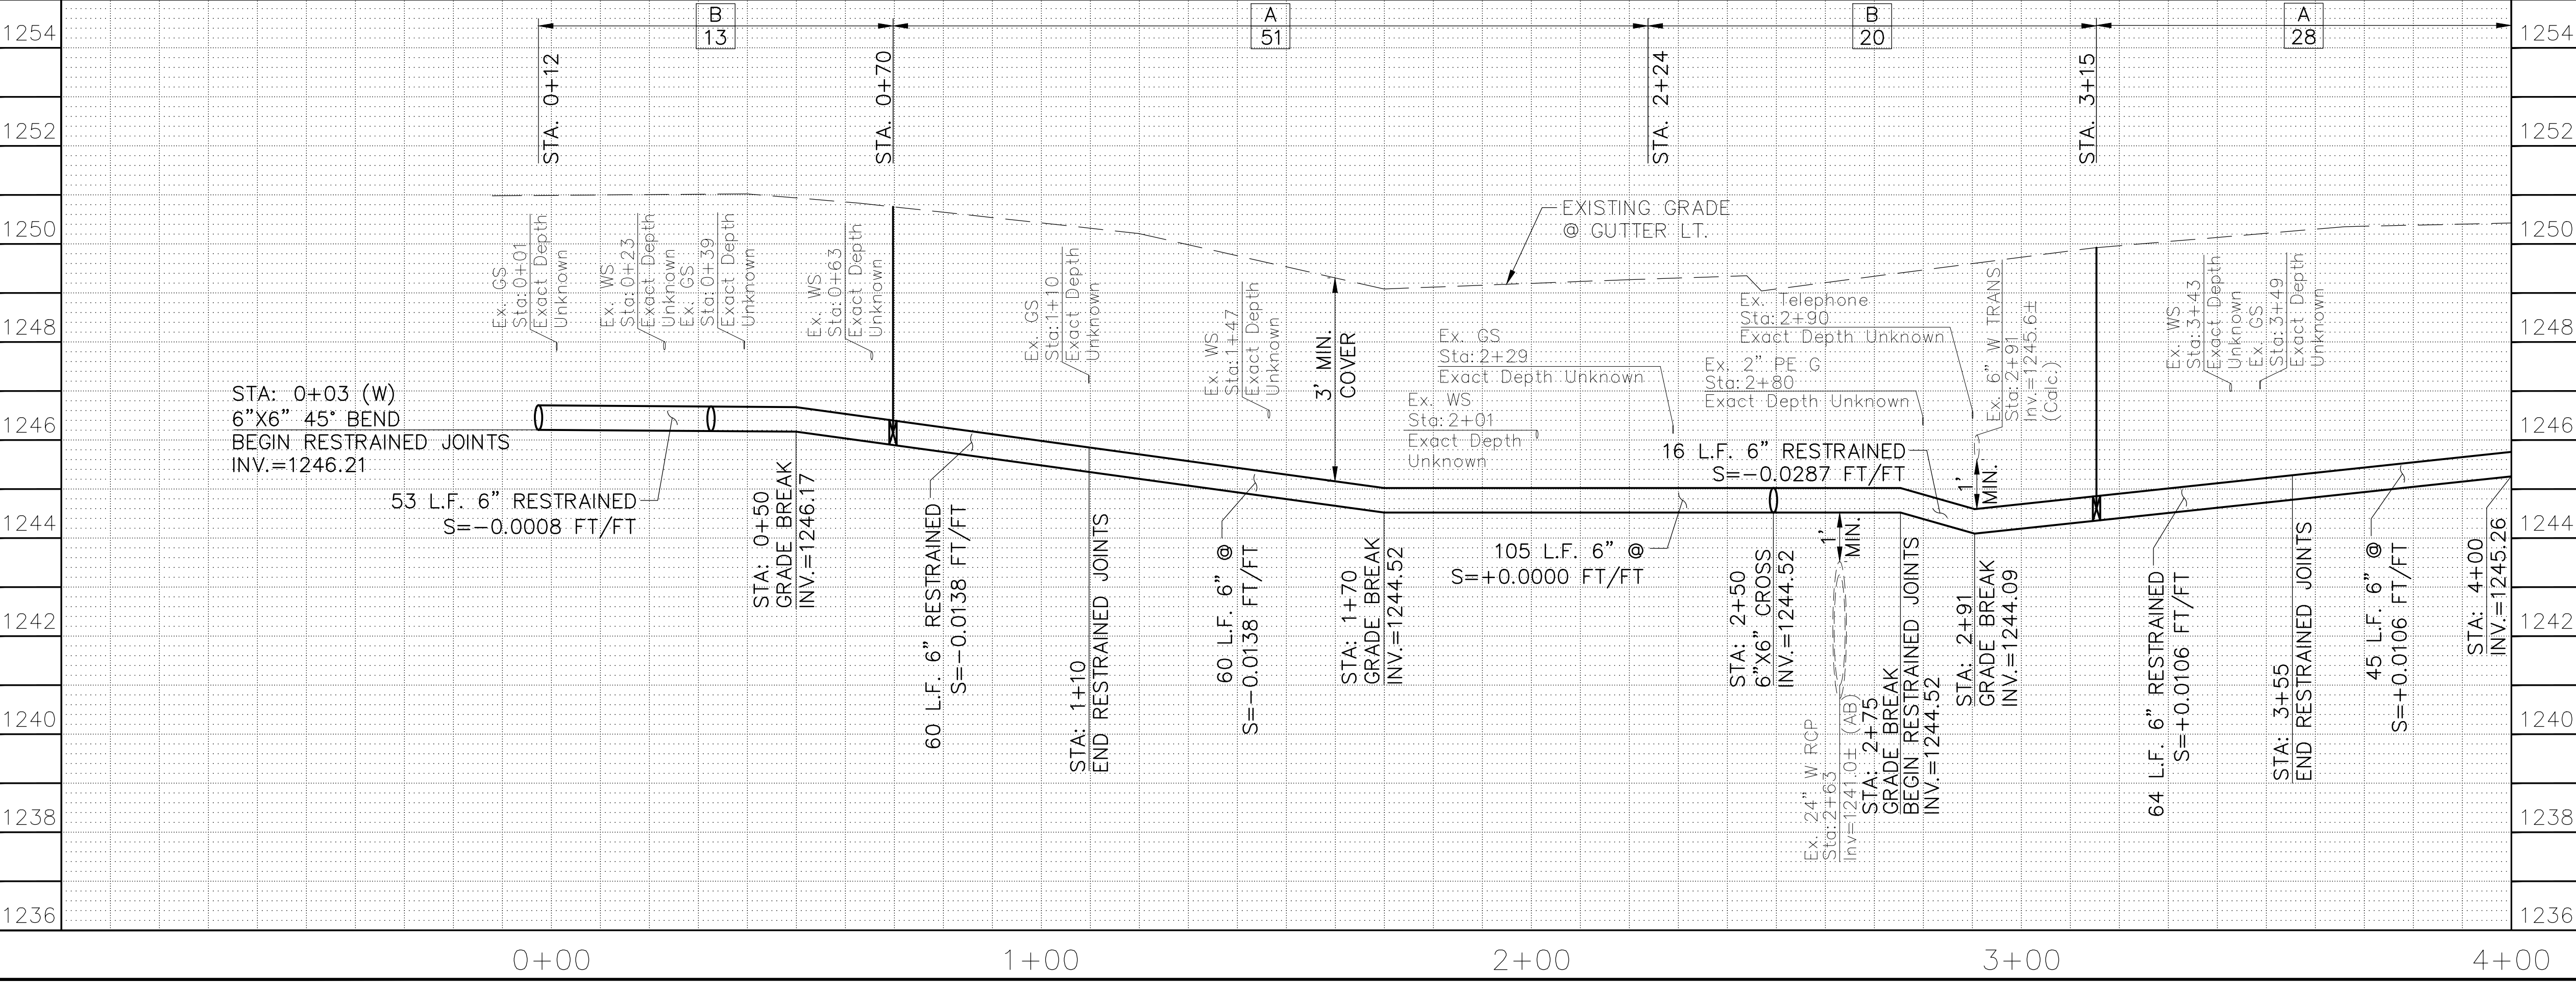 B
13
A
51
B
20
A
28
1254
1252
1250
1248
1246
1244
1242
1240
1238
1236
1254
1252
1250
1248
1246
1244
1242
1240
1238
1236
STA. 0+12
STA. 0+70
STA. 2+24
STA. 3+15
EXISTING GRADE
@ GUTTER LT.
Ex. GS
Sta:0+01
Exact Depth
Unknown
Ex. WS
Sta:0+23
Exact Depth
Unknown
Ex. GS
Sta:0+39
Exact Depth
Unknown
Ex. WS
Sta:0+63
Exact Depth
Unknown
Ex. GS
Sta:1+10
Exact Depth
Unknown
Ex. WS
Sta:1+47
Exact Depth
Unknown
3' MIN.
COVER
Ex. GS
Sta:2+29
Exact Depth Unknown
Ex. WS
Sta:2+01
Exact Depth
Unknown
Ex. Telephone
Sta:2+90
Exact Depth Unknown
Ex. 2" PE G
Sta:2+80
Exact Depth Unknown
Ex. 6" W TRANS
Sta:2+91
Inv.=1245.6±
(Calc.)
Ex. WS
Sta:3+43
Exact Depth
Unknown
Ex. GS
Sta:3+49
Exact Depth
Unknown
STA: 0+03 (W)
6"X6" 45° BEND
BEGIN RESTRAINED JOINTS
INV.=1246.21
53 L.F. 6" RESTRAINED
S=-0.0008 FT/FT
STA: 0+50
GRADE BREAK
INV.=1246.17
60 L.F. 6" RESTRAINED
S=-0.0138 FT/FT
STA: 1+10
END RESTRAINED JOINTS
60 L.F. 6" @
S=-0.0138 FT/FT
STA: 1+70
GRADE BREAK
INV.=1244.52
105 L.F. 6" @
S=+0.0000 FT/FT
16 L.F. 6" RESTRAINED
S=-0.0287 FT/FT
STA: 2+50
6"X6" CROSS
INV.=1244.52
1'
MIN.
1'
MIN.
Ex. 24" W RCP
Sta:2+63
Inv=1241.0± (AB)
STA: 2+75
GRADE BREAK
BEGIN RESTRAINED JOINTS
INV.=1244.52
STA: 2+91
GRADE BREAK
INV.=1244.09
64 L.F. 6" RESTRAINED
S=+0.0106 FT/FT
STA: 3+55
END RESTRAINED JOINTS
45 L.F. 6" @
S=+0.0106 FT/FT
STA: 4+00
INV.=1245.26
0+00
1+00
2+00
3+00
4+00